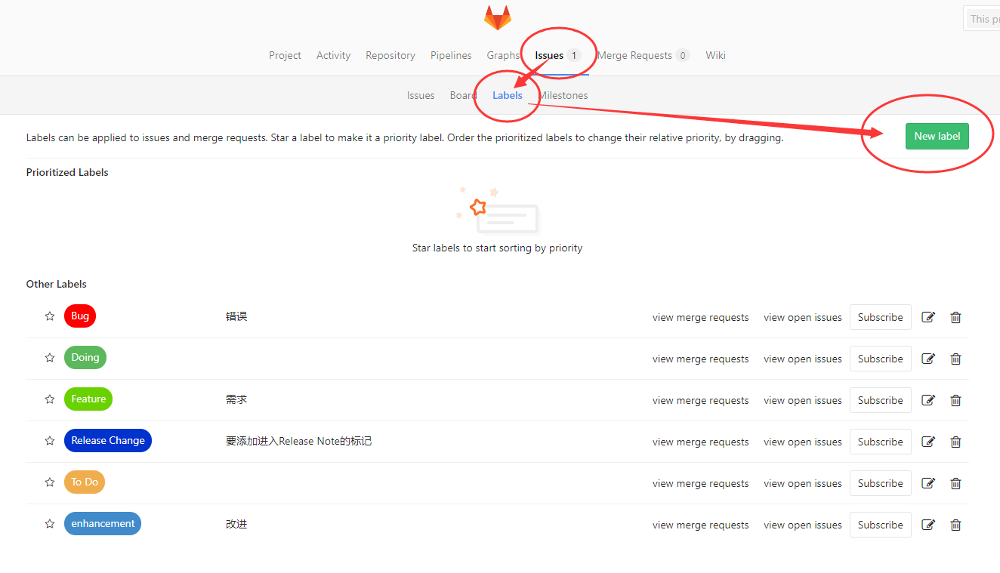 This pr
Project Activity Repository Pipelines Graphs Issues 1 Merge Requests 0 Wiki
Issues Board Labels Milestones
Labels can be applied to issues and merge requests. Star a label to make it a priority label. Order the prioritized labels to change their relative priority, by dragging. New label
Prioritized Labels
Star labels to start sorting by priority
Other Labels
Bug 错误 view merge requests view open issues Subscribe
Doing view merge requests view open issues Subscribe
Feature 需求 view merge requests view open issues Subscribe
Release Change 要添加进入Release Note的标记 view merge requests view open issues Subscribe
To Do view merge requests view open issues Subscribe
enhancement 改进 view merge requests view open issues Subscribe